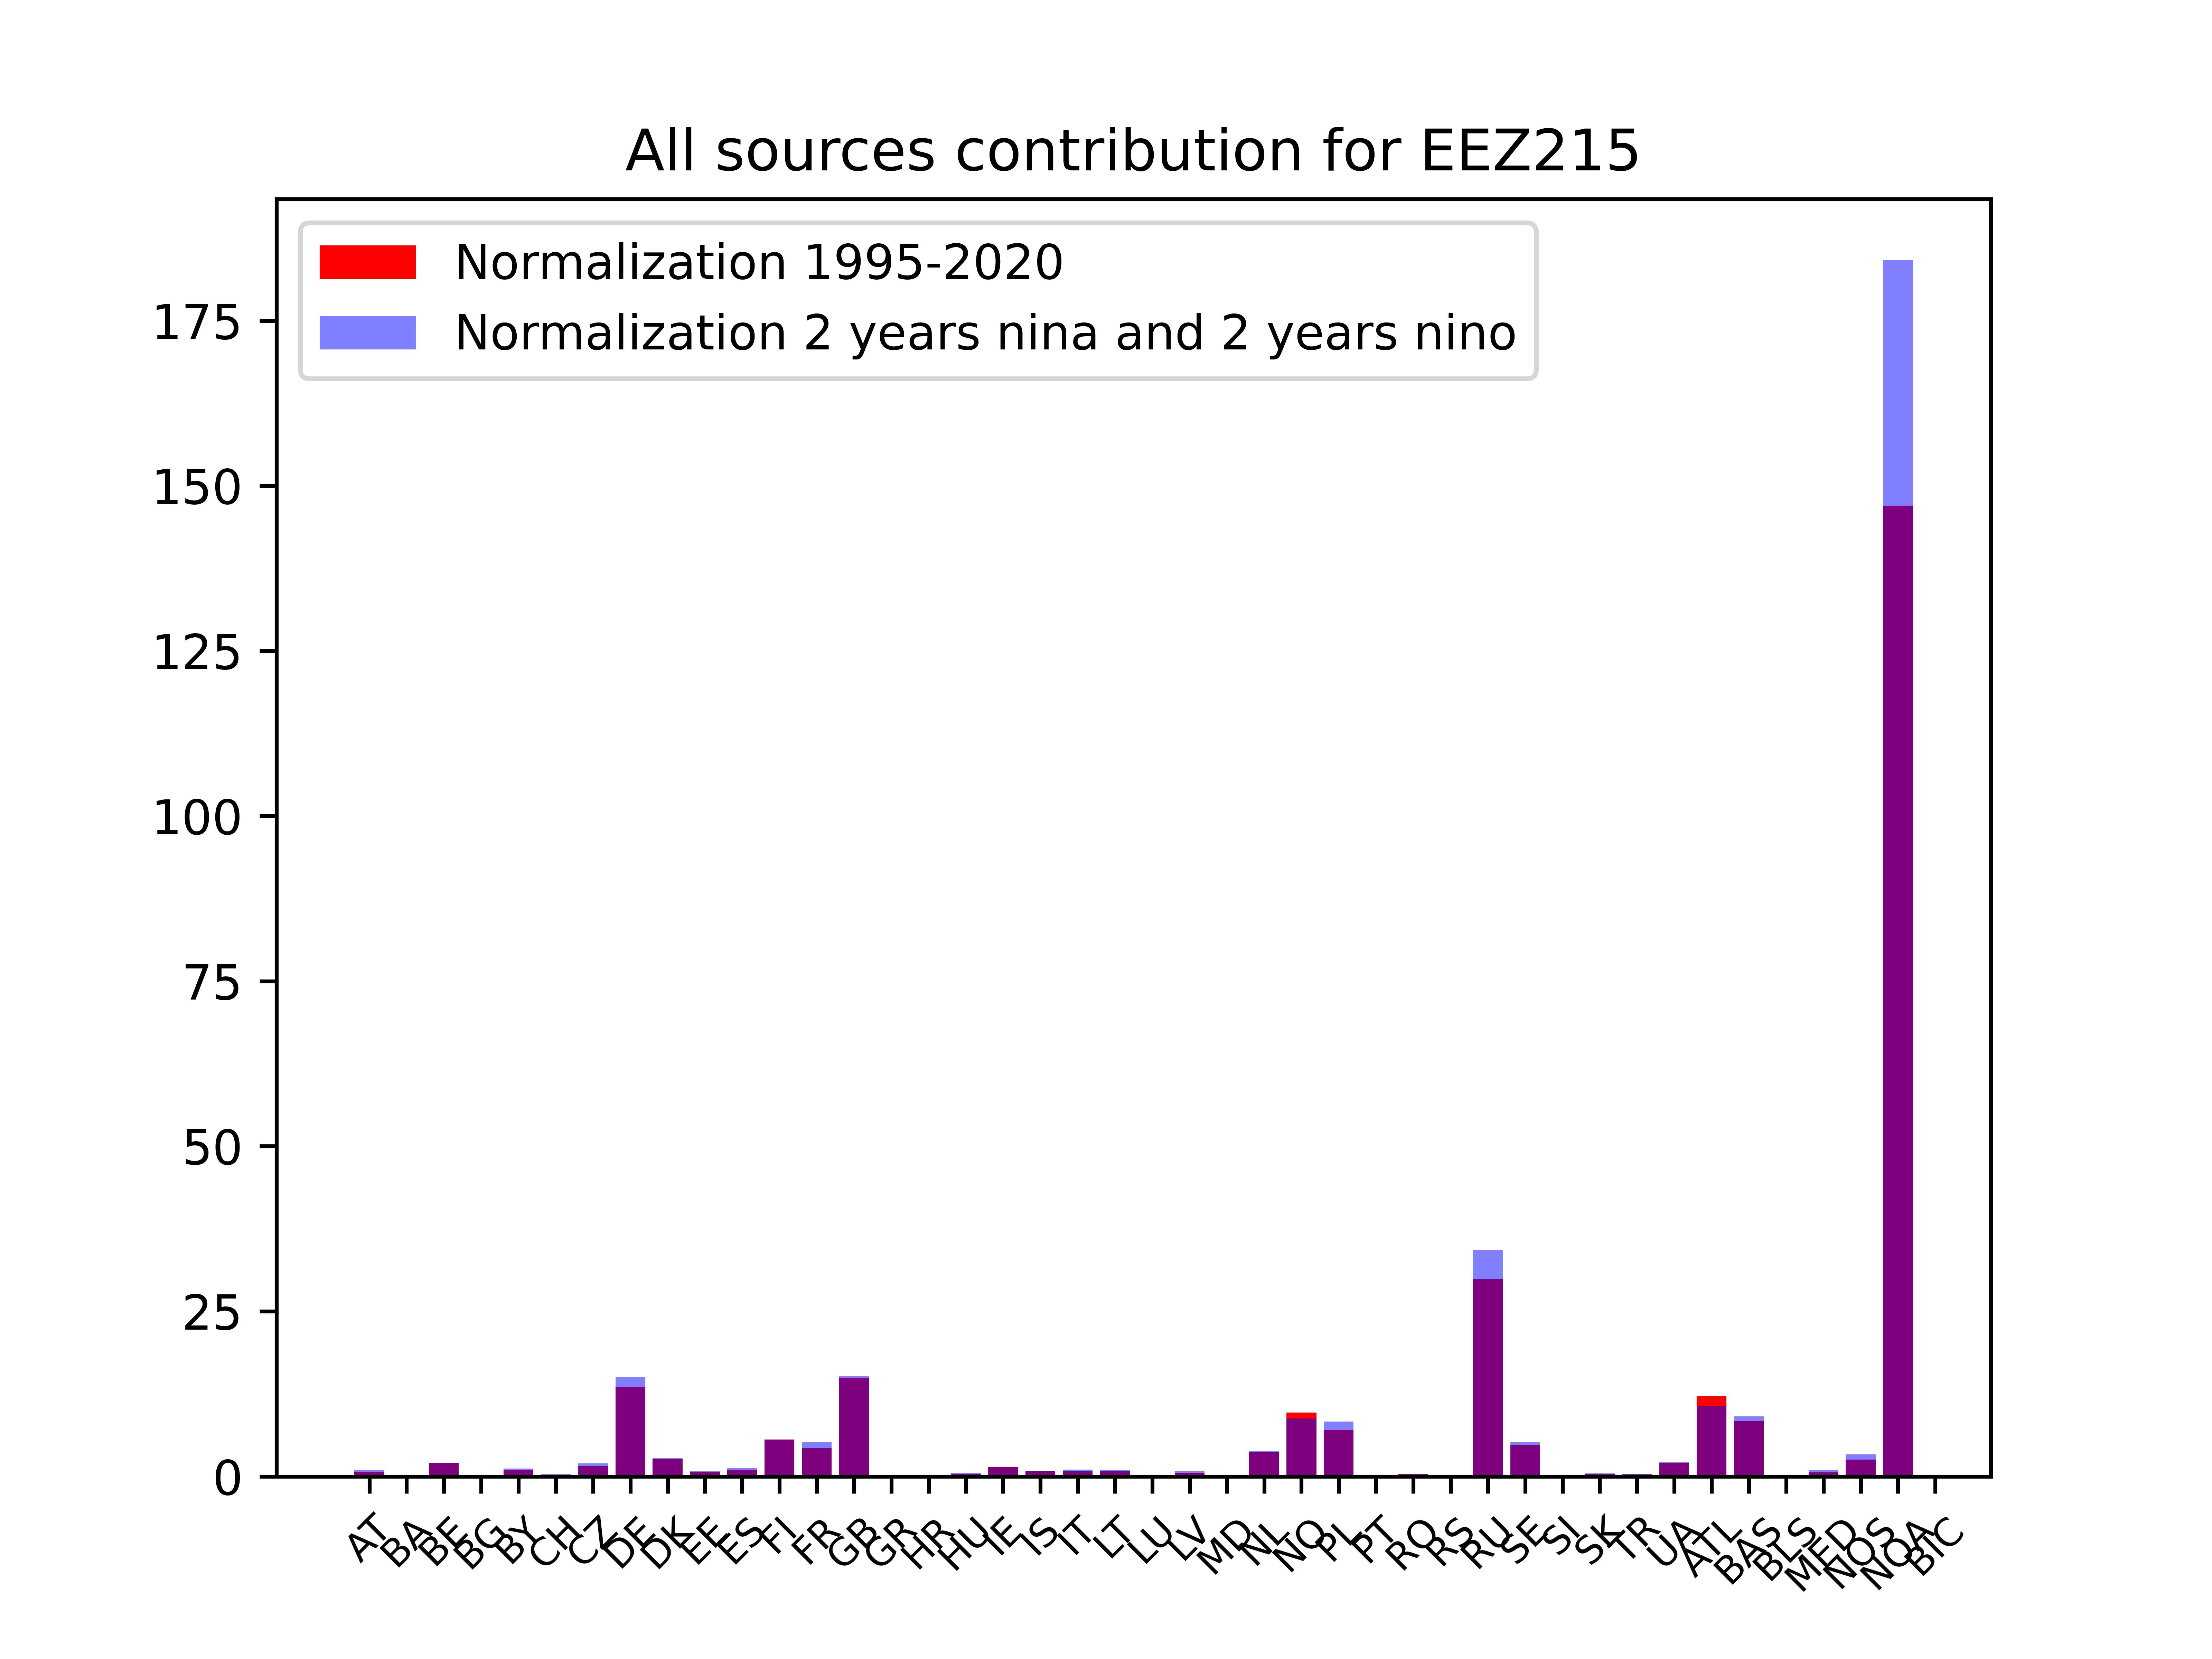 All sources contribution for EEZ215
Normalization 1995-2020
Normalization 2 years nina and 2 years nino
175
150
125
100
75
50
25
0
AT
BA
BE
BG
BY
CH
CZ
DE
DK
EE
ES
FI
FR
GB
GR
HR
HU
IE
IS
IT
LT
LU
LV
MD
NL
NO
PL
PT
RO
RS
RU
SE
SI
SK
TR
UA
ATL
BAS
BLS
MED
NOS
NOA
BIC